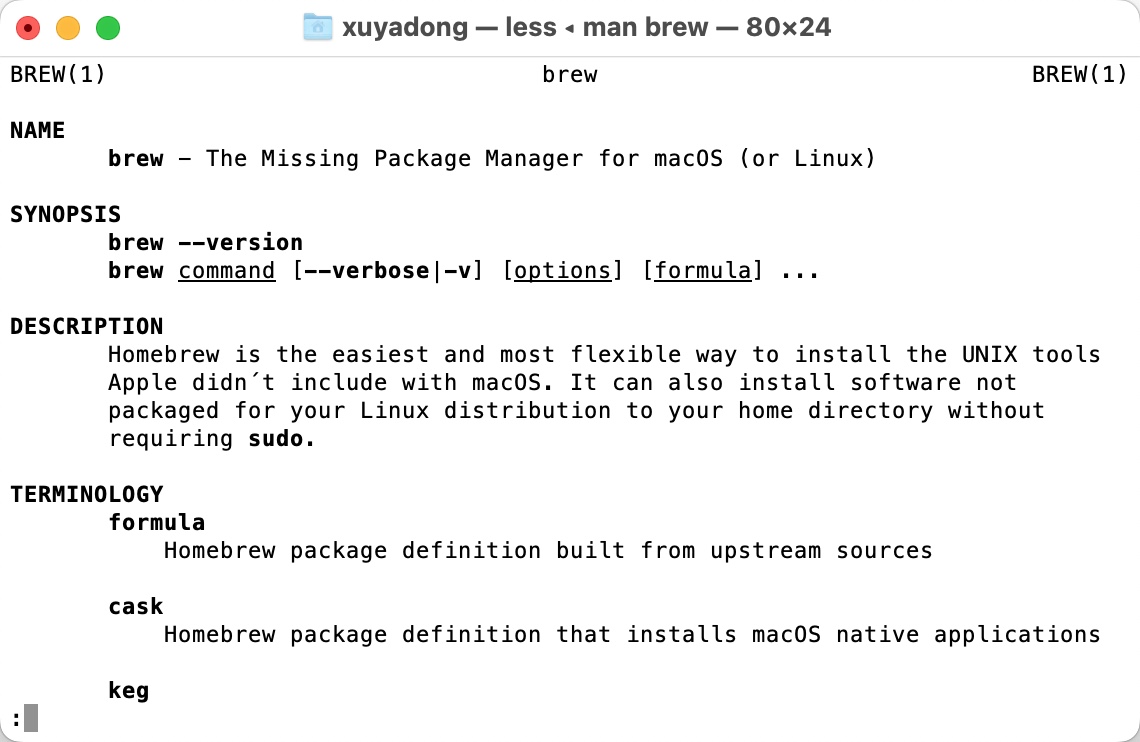 xuyadong — less ◂ man brew — 80×24
BREW(1) brew BREW(1)
NAME
brew – The Missing Package Manager for macOS (or Linux)
SYNOPSIS
brew --version
brew command [--verbose|-v] [options] [formula] ...
DESCRIPTION
Homebrew is the easiest and most flexible way to install the UNIX tools
Apple didn´t include with macOS. It can also install software not
packaged for your Linux distribution to your home directory without
requiring sudo.
TERMINOLOGY
formula
Homebrew package definition built from upstream sources
cask
Homebrew package definition that installs macOS native applications
keg
: